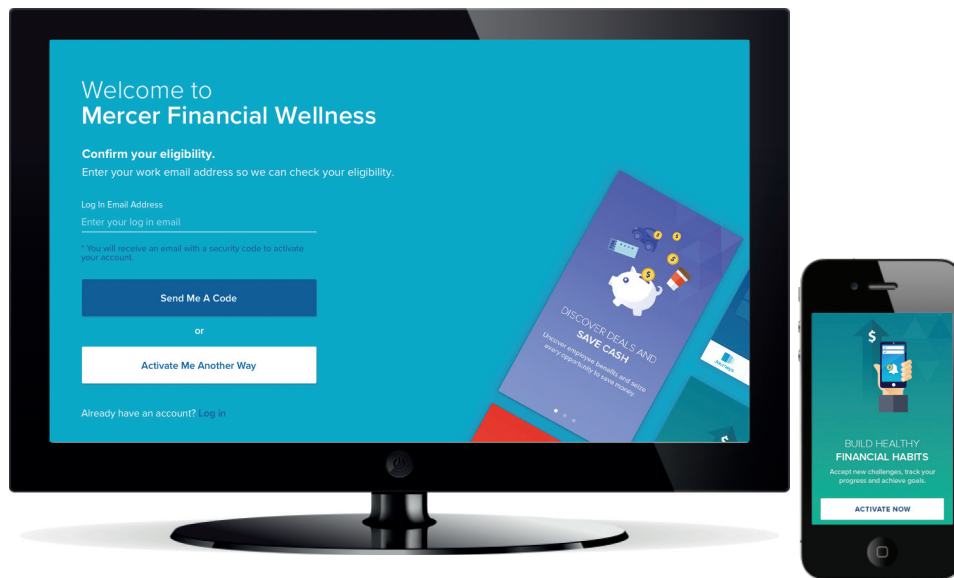 Welcome to
Mercer Financial Wellness
Confirm your eligibility.
Enter your work email address so we can check your eligibility.
Log In Email Address
Enter your log in email
* You will receive an email with a security code to activate
your account.
Send Me A Code
or
Activate Me Another Way
Already have an account? Log in
DISCOVER DEALS AND
SAVE CASH
Uncover employee benefits and seize
every opportunity to save money.
Journeys
BUILD HEALTHY
FINANCIAL HABITS
Accept new challenges, track your
progress and achieve goals.
ACTIVATE NOW